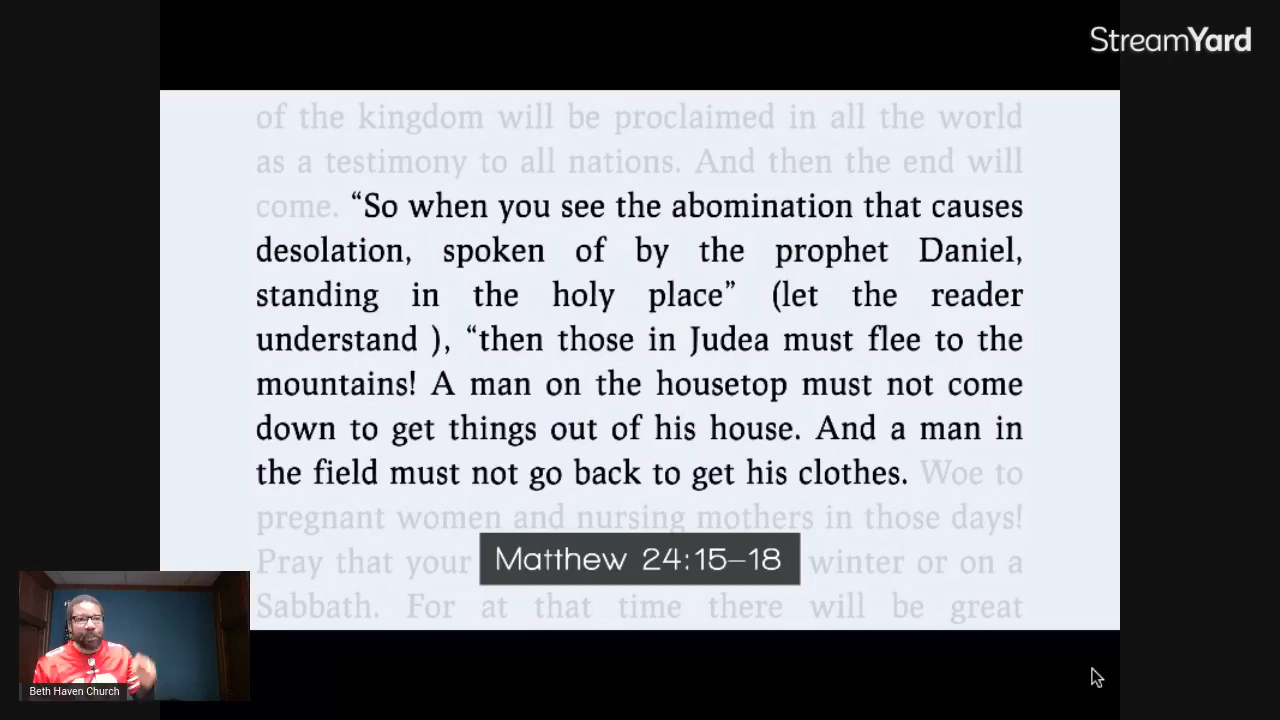 StreamYard
of the kingdom will be proclaimed in all the world
as a testimony to all nations. And then the end will
come. “So when you see the abomination that causes
desolation, spoken of by the prophet Daniel,
standing in the holy place” (let the reader
understand ), “then those in Judea must flee to the
mountains! A man on the housetop must not come
down to get things out of his house. And a man in
the field must not go back to get his clothes. Woe to
pregnant women and nursing mothers in those days!
Pray that your winter or on a
Matthew 24:15–18
Sabbath. For at that time there will be great
Beth Haven Church